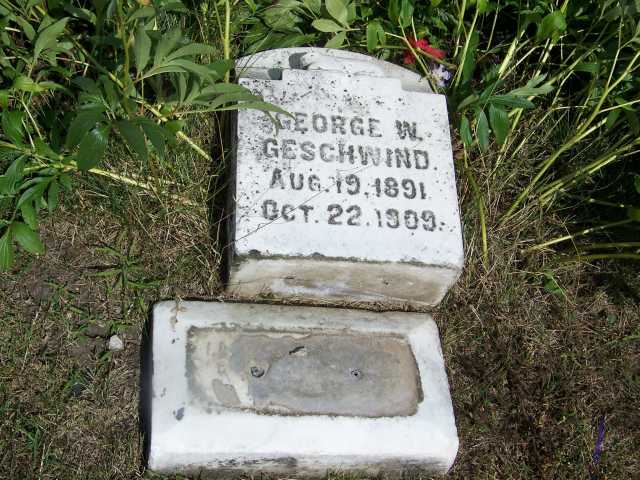 GEORGE W.
GESCHWIND
AUG. 19. 1891
OCT. 22. 1909.